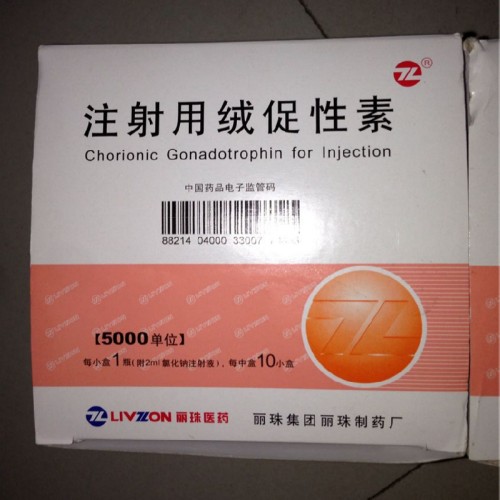 注射用绒促性素
Chorionic Gonadotrophin for Injection
中国药品电子监管码
88214 04000 33007
【5000单位】
每小盒1瓶(附2ml氯化钠注射液)，每中盒10小盒
LIVZON 丽珠医药 丽珠集团丽珠制药厂